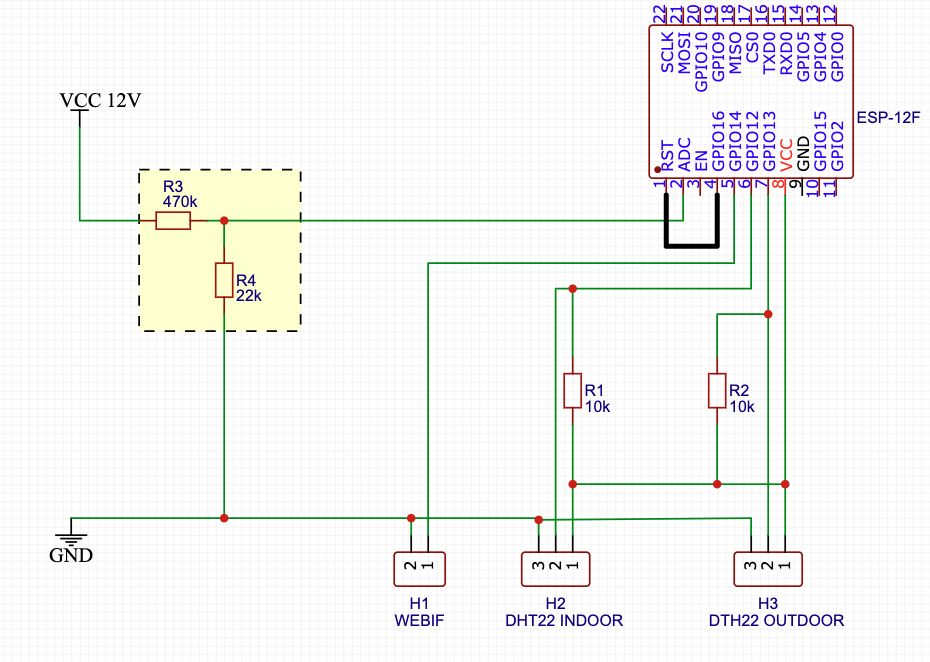 22 21 20 19 18 17 16 15 14 13 12
SCLK MOSI GPIO10 GPIO9 MISO CS0 TXD0 RXD0 GPIO5 GPIO4 GPIO0
VCC 12V
ESP-12F
RST ADC EN GPIO16 GPIO14 GPIO12 GPIO13 VCC GND GPIO15 GPIO2
1 2 3 4 5 6 7 8 9 10 11
R3
470k
R4
22k
R1
10k
R2
10k
GND
2 1
3 2 1
3 2 1
H1
WEBIF
H2
DHT22 INDOOR
H3
DTH22 OUTDOOR